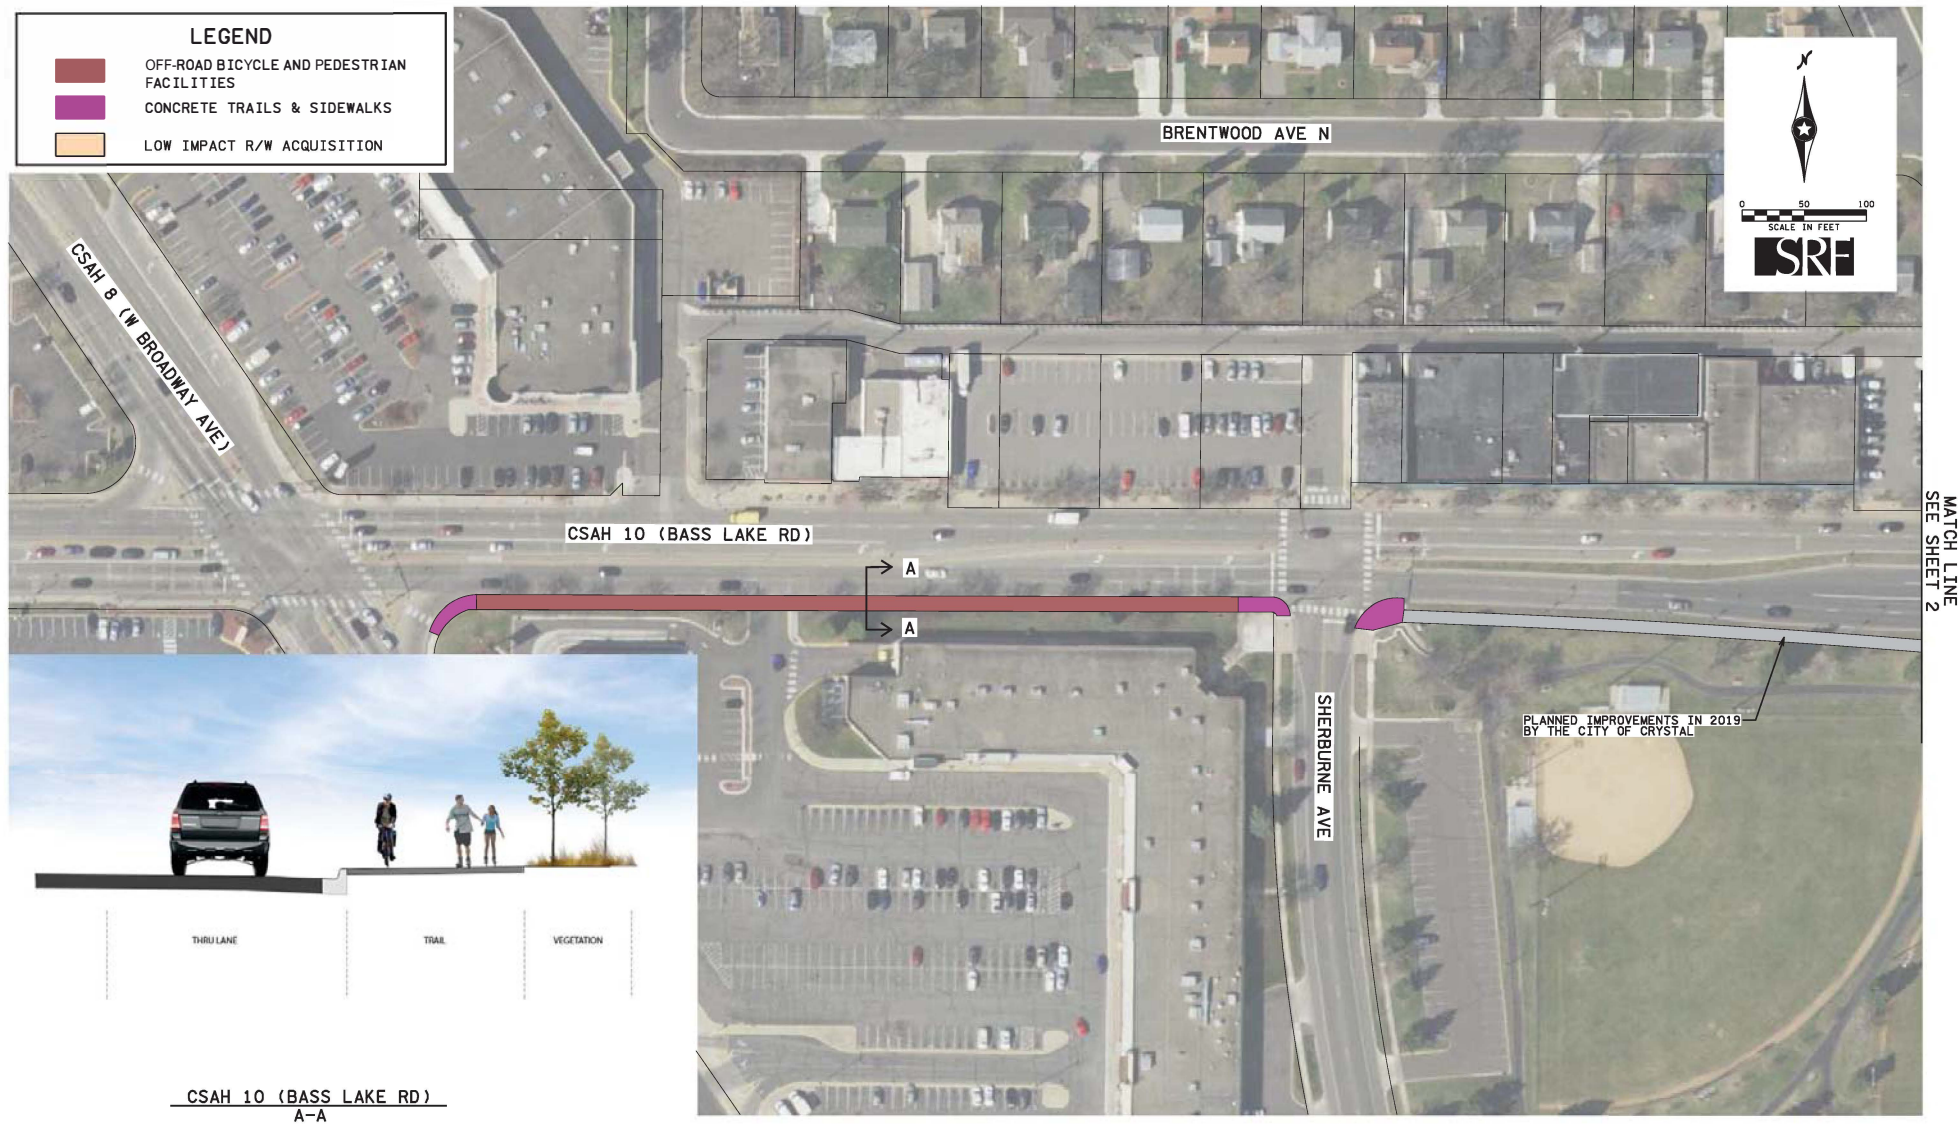 LEGEND
OFF-ROAD BICYCLE AND PEDESTRIAN
FACILITIES
CONCRETE TRAILS & SIDEWALKS
LOW IMPACT R/W ACQUISITION
BRENTWOOD AVE N
N
0 50 100
SCALE IN FEET
SRF
CSAH 8 (W BROADWAY AVE)
CSAH 10 (BASS LAKE RD)
A
A
MATCH LINE
SEE SHEET 2
SHERBURNE AVE
PLANNED IMPROVEMENTS IN 2019
BY THE CITY OF CRYSTAL
THRU LANE
TRAIL
VEGETATION
CSAH 10 (BASS LAKE RD)
A-A